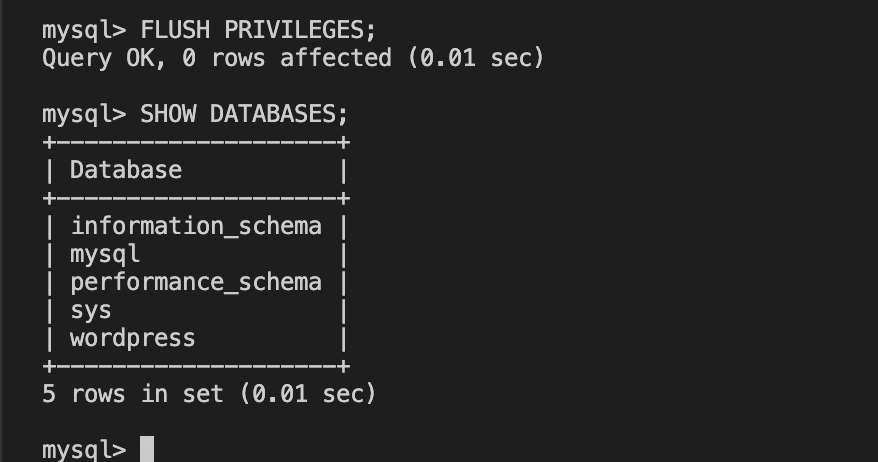 mysql> FLUSH PRIVILEGES;
Query OK, 0 rows affected (0.01 sec)
mysql> SHOW DATABASES;
+--------------------+
| Database           |
+--------------------+
| information_schema |
| mysql              |
| performance_schema |
| sys                |
| wordpress          |
+--------------------+
5 rows in set (0.01 sec)
mysql>